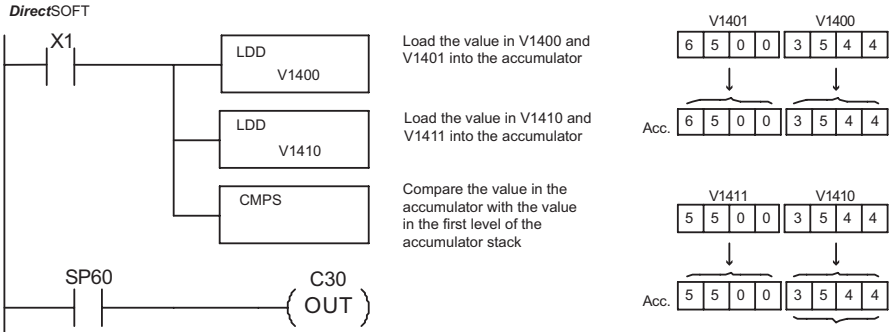 DirectSOFT
X1
LDD
V1400
Load the value in V1400 and
V1401 into the accumulator
V1401 V1400
6 5 0 0 3 5 4 4
Acc. 6 5 0 0 3 5 4 4
LDD
V1410
Load the value in V1410 and
V1411 into the accumulator
CMPS
Compare the value in the
accumulator with the value
in the first level of the
accumulator stack
V1411 V1410
5 5 0 0 3 5 4 4
Acc. 5 5 0 0 3 5 4 4
SP60
C30
OUT